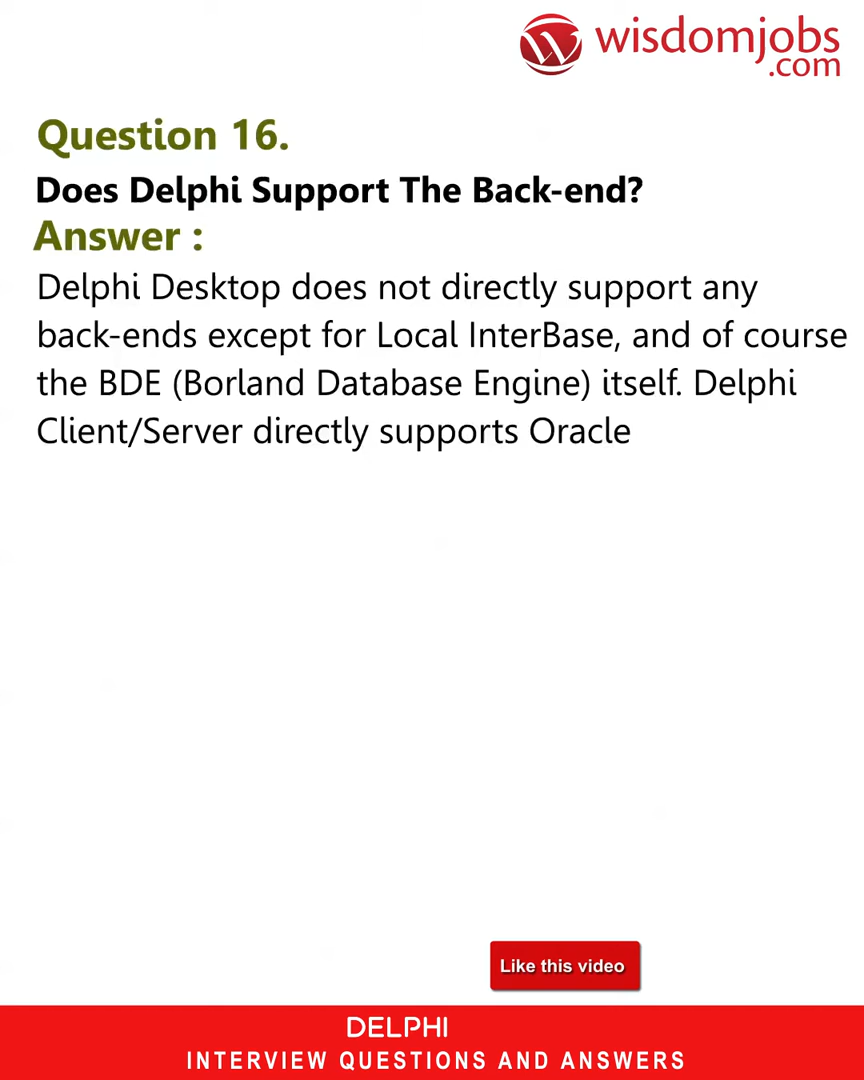 wisdomjobs
.com
Question 16.
Does Delphi Support The Back-end?
Answer :
Delphi Desktop does not directly support any
back-ends except for Local InterBase, and of course
the BDE (Borland Database Engine) itself. Delphi
Client/Server directly supports Oracle
Like this video
DELPHI
INTERVIEW QUESTIONS AND ANSWERS